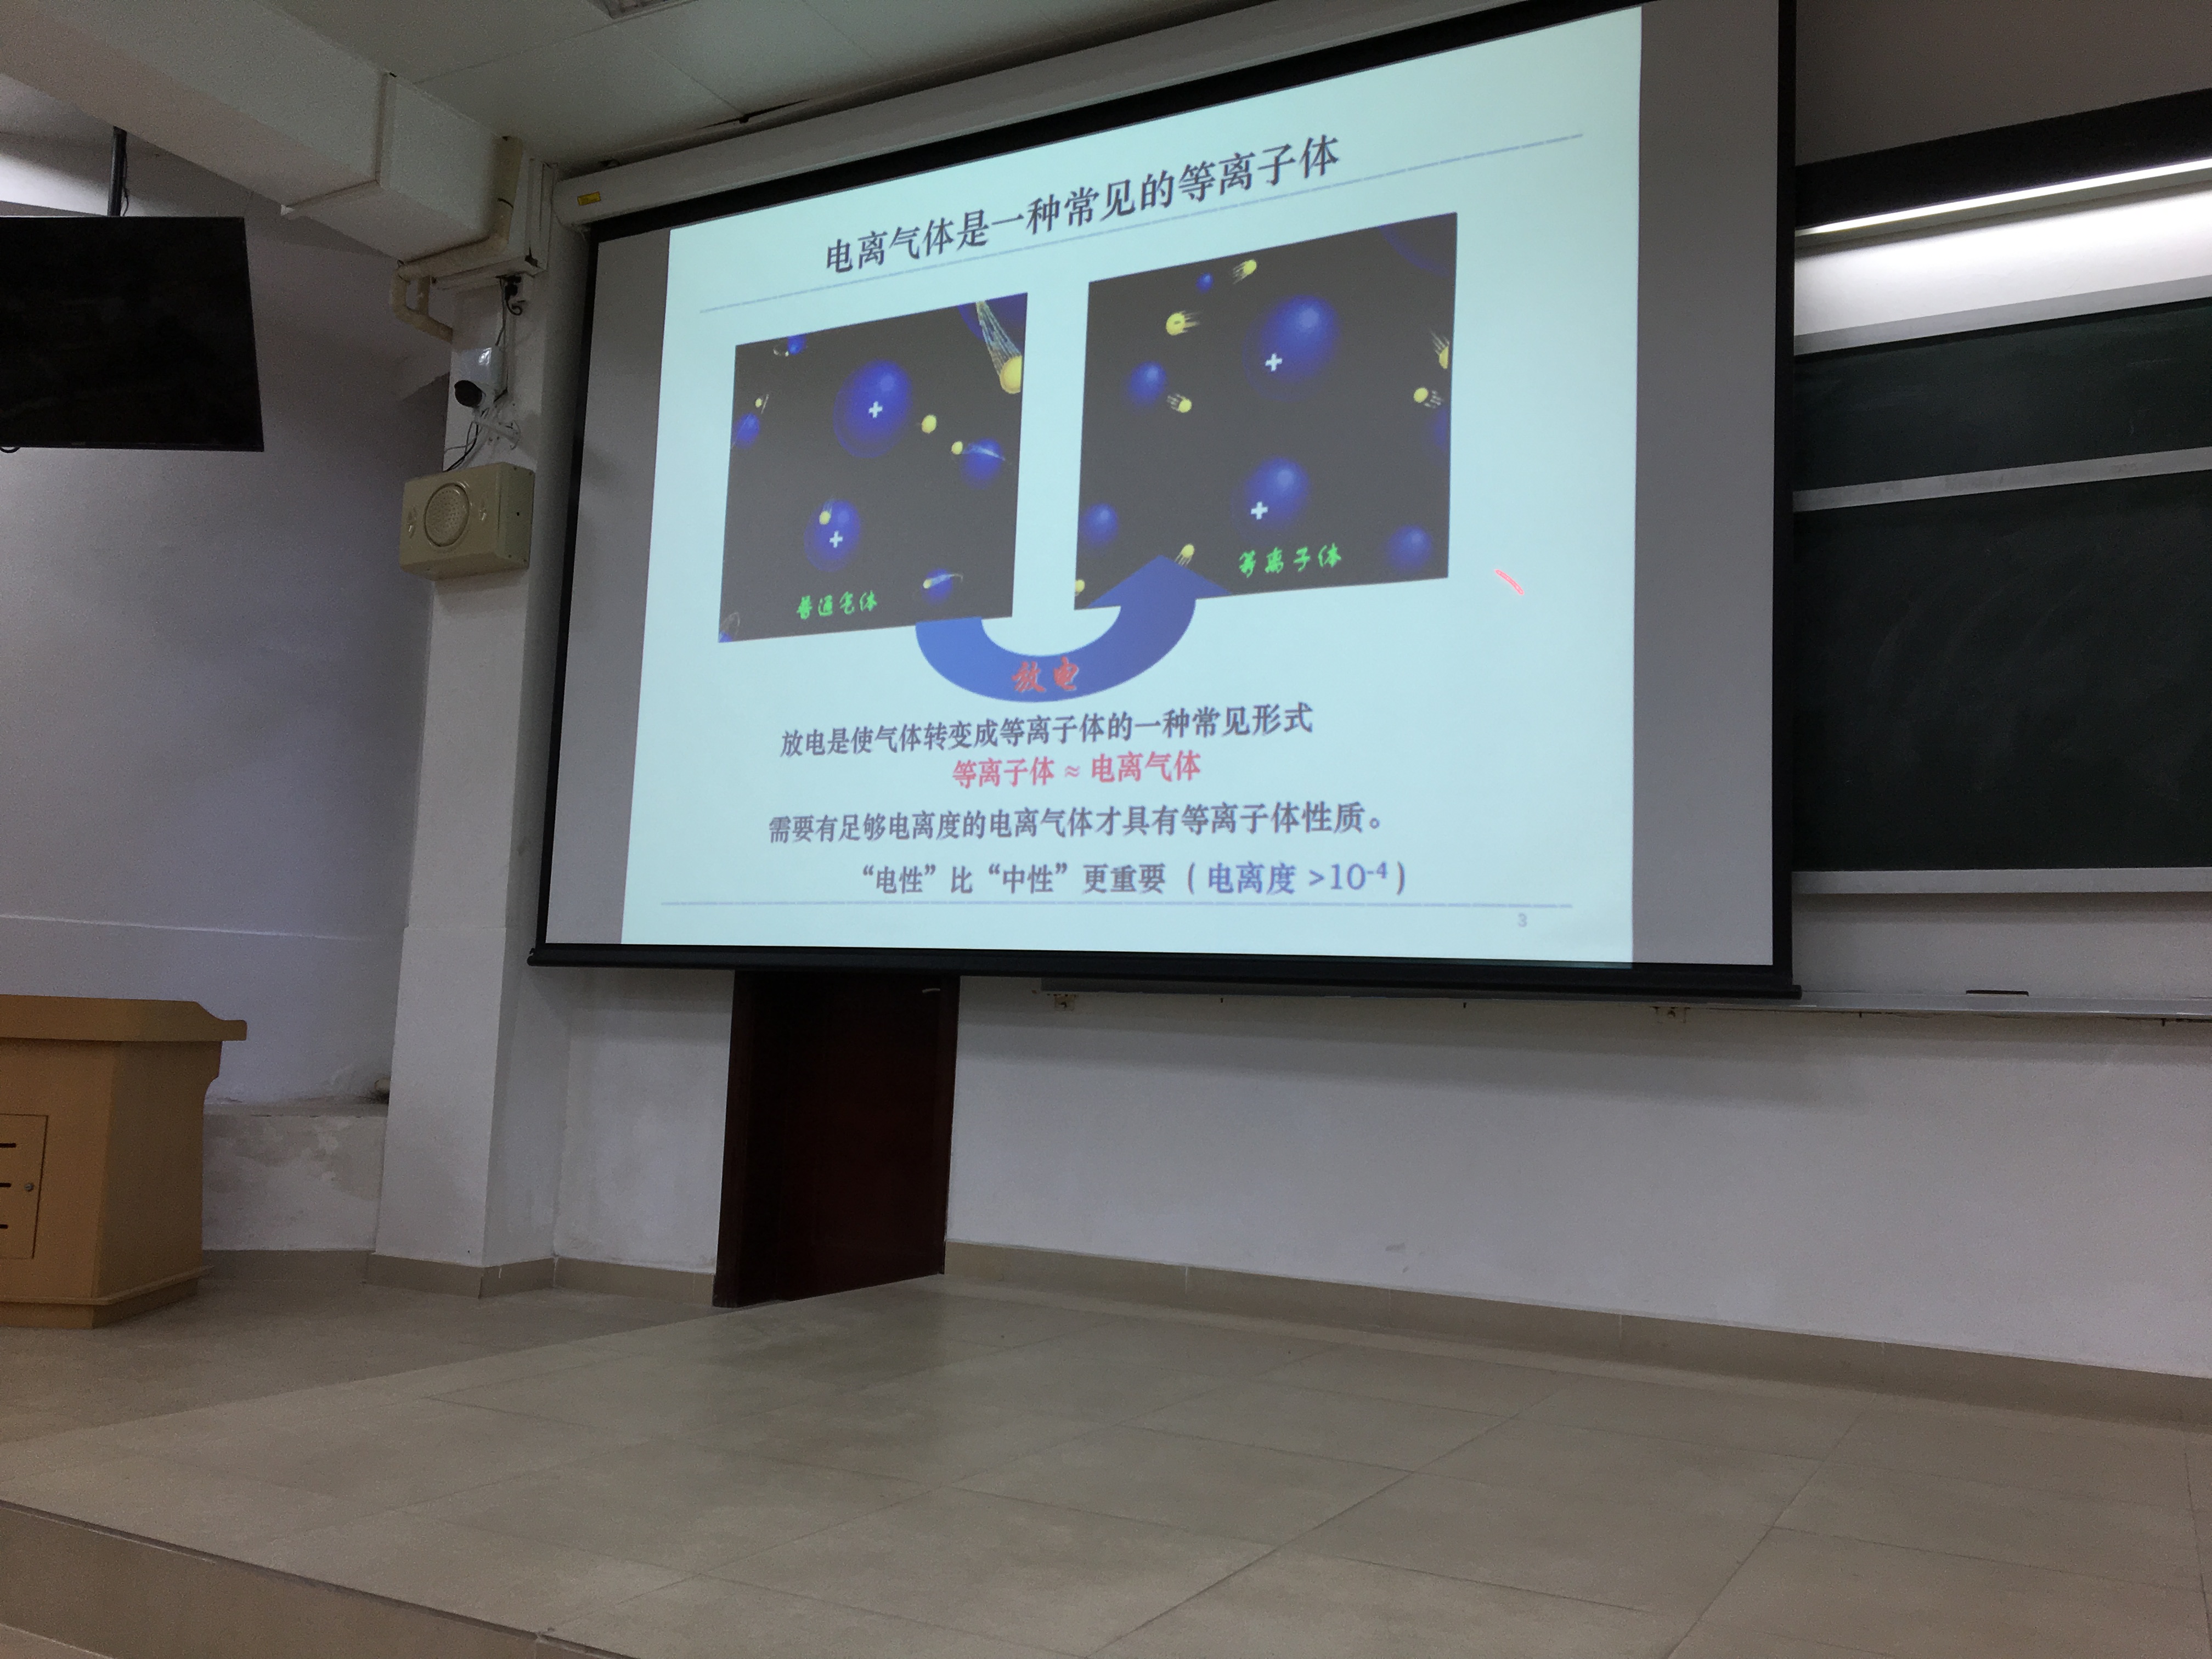 电离气体是一种常见的等离子体
普通气体
等离子体
放电
放电是使气体转变成等离子体的一种常见形式
等离子体 ≈ 电离气体
需要有足够电离度的电离气体才具有等离子体性质。
“电性”比“中性”更重要（电离度 >10⁻⁴）
3